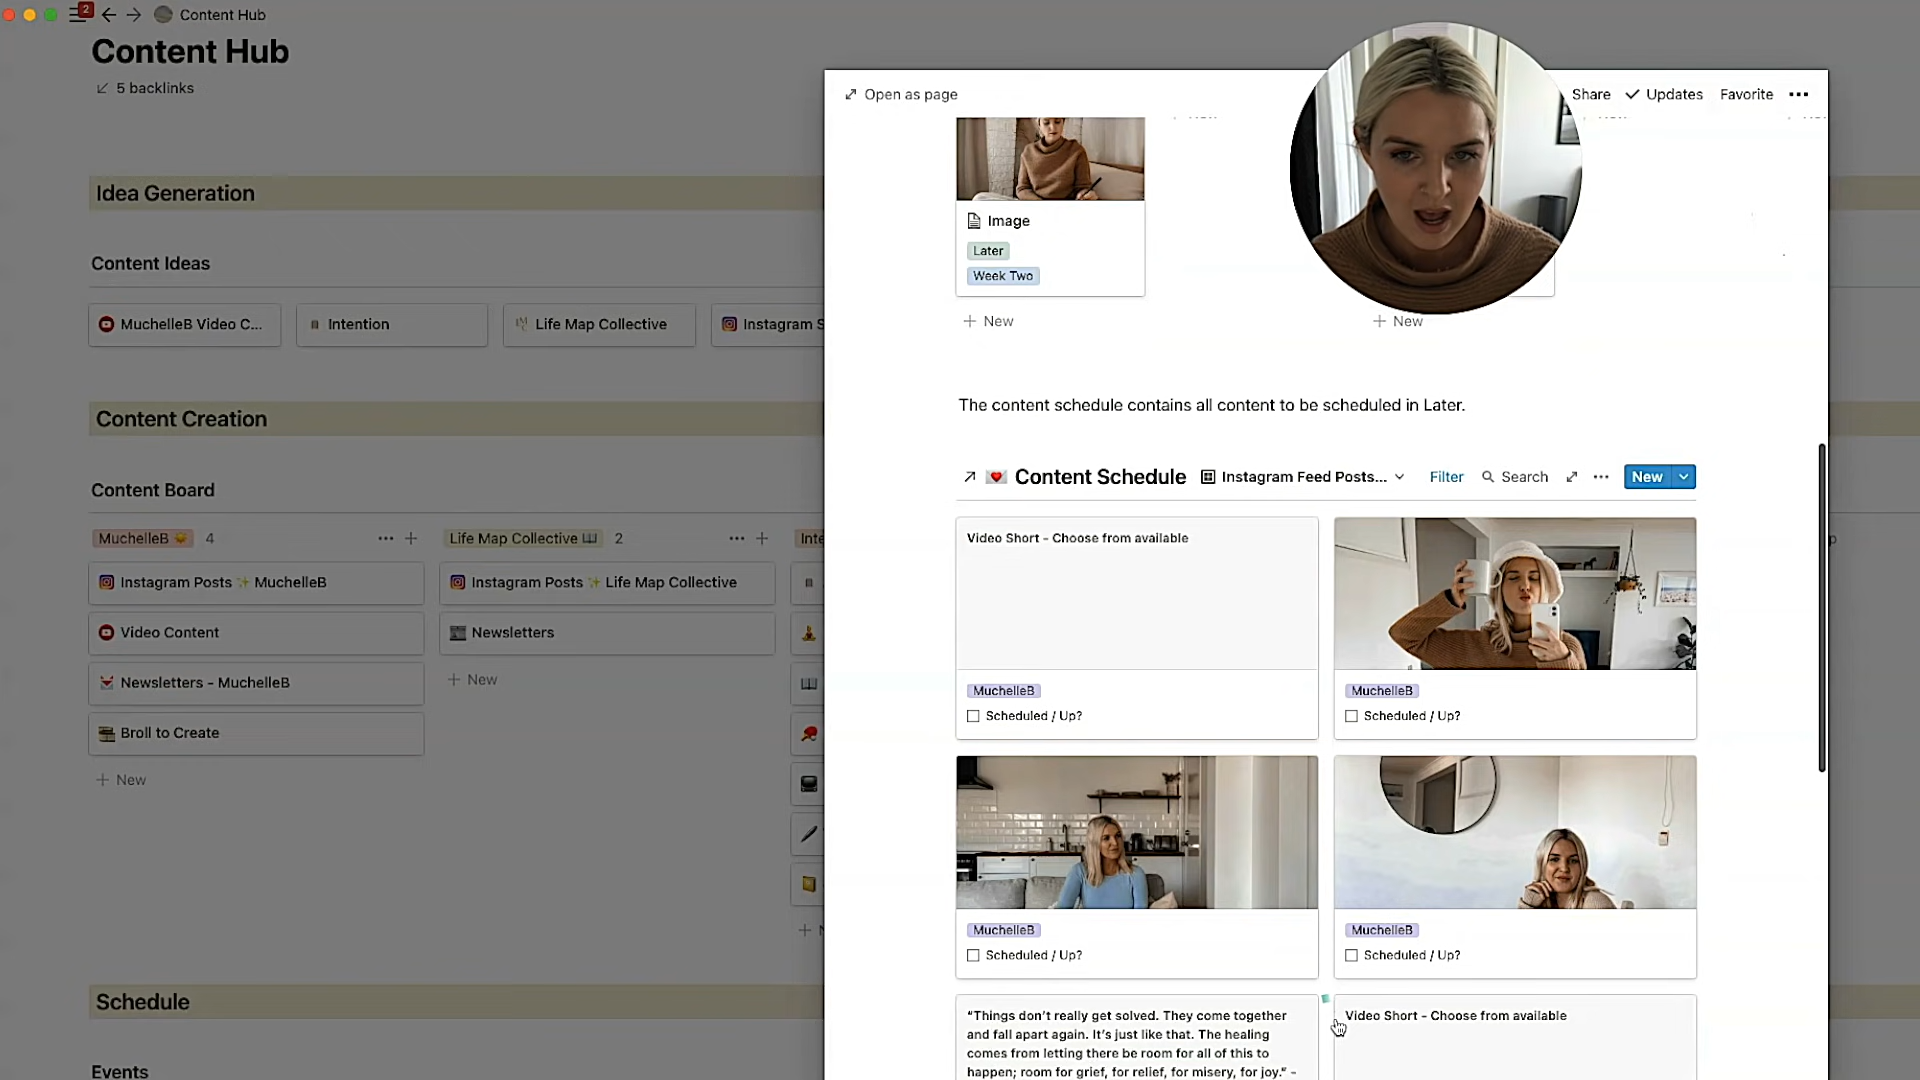 2
Content Hub
Content Hub
5 backlinks
Idea Generation
Content Ideas
MuchelleB Video C...
Intention
Life Map Collective
Instagram S
Content Creation
Content Board
MuchelleB 4
Life Map Collective 2
Inte
Instagram Posts ✨ MuchelleB
Instagram Posts ✨ Life Map Collective
Video Content
Newsletters
Newsletters - MuchelleB
+ New
Broll to Create
+ New
Schedule
Events
Open as page
Share
Updates
Favorite
Image
Later
Week Two
+ New
+ New
The content schedule contains all content to be scheduled in Later.
Content Schedule
Instagram Feed Posts...
Filter
Search
New
Video Short - Choose from available
MuchelleB
Scheduled / Up?
MuchelleB
Scheduled / Up?
MuchelleB
Scheduled / Up?
MuchelleB
Scheduled / Up?
“Things don’t really get solved. They come together
and fall apart again. It’s just like that. The healing
comes from letting there be room for all of this to
happen; room for grief, for relief, for misery, for joy.” -
Video Short - Choose from available